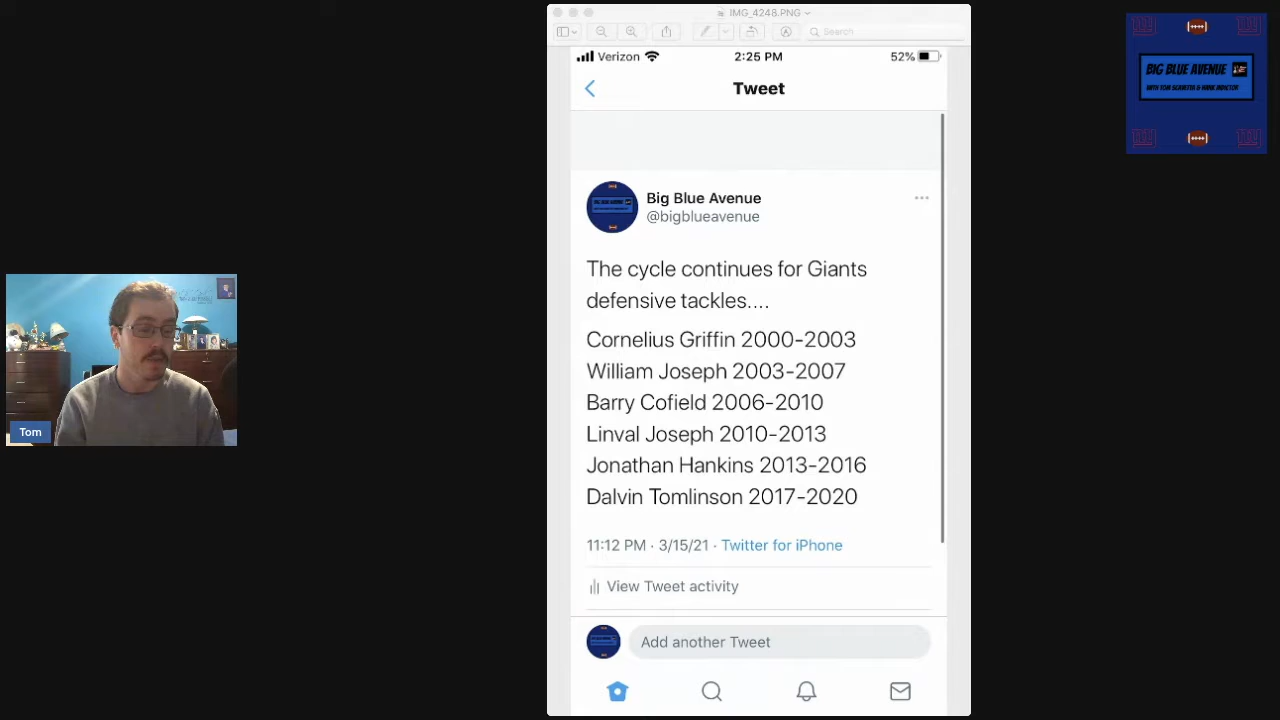 IMG_4248.PNG
Search
Verizon
2:25 PM
52%
Tweet
Big Blue Avenue
@bigblueavenue
The cycle continues for Giants
defensive tackles....
Cornelius Griffin 2000-2003
William Joseph 2003-2007
Barry Cofield 2006-2010
Linval Joseph 2010-2013
Jonathan Hankins 2013-2016
Dalvin Tomlinson 2017-2020
11:12 PM · 3/15/21 · Twitter for iPhone
View Tweet activity
Add another Tweet
Tom
BIG BLUE AVENUE